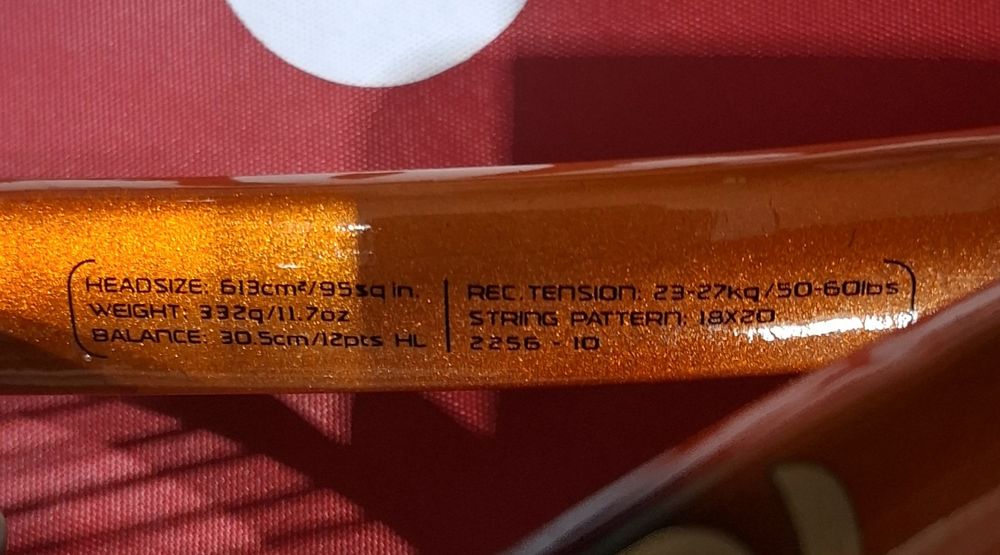 HEADSIZE: 613cm²/95sq in.
WEIGHT: 332g/11.7oz
BALANCE: 30.5cm/12pts HL
REC. TENSION: 23-27kg/50-60lbs
STRING PATTERN: 18X20
2256 - 10